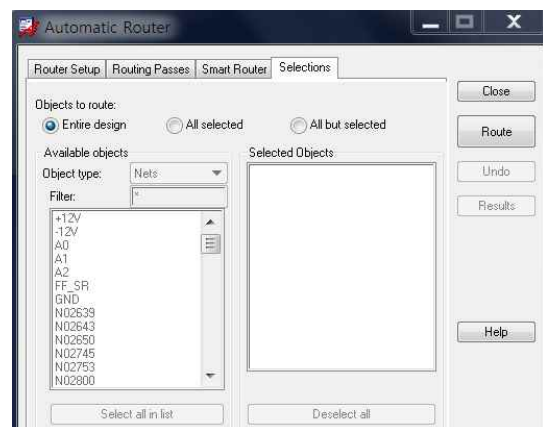 Automatic Router
Router Setup Routing Passes Smart Router Selections
Objects to route:
Entire design All selected All but selected
Available objects
Object type: Nets
Filter: *
+12V
-12V
A0
A1
A2
FF_SR
GND
N02639
N02643
N02650
N02745
N02753
N02800
Select all in list
Selected Objects
Deselect all
Close
Route
Undo
Results
Help